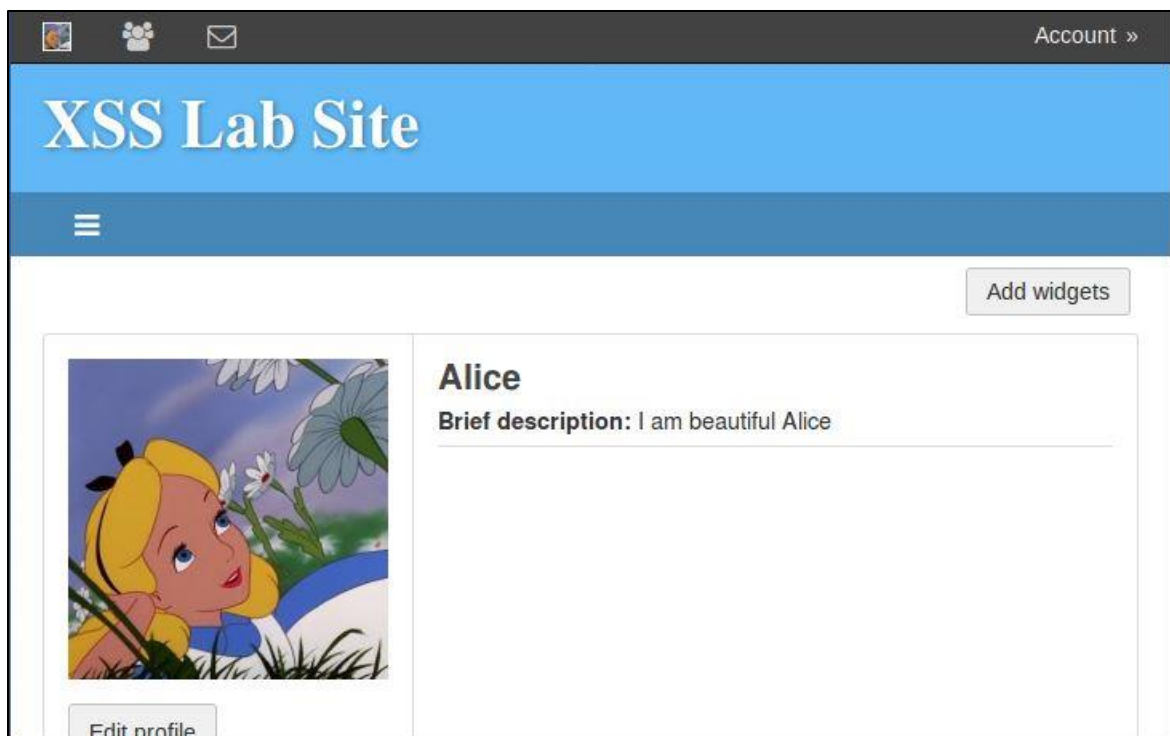 Account »
XSS Lab Site
Add widgets
Alice
Brief description: I am beautiful Alice
Edit profile